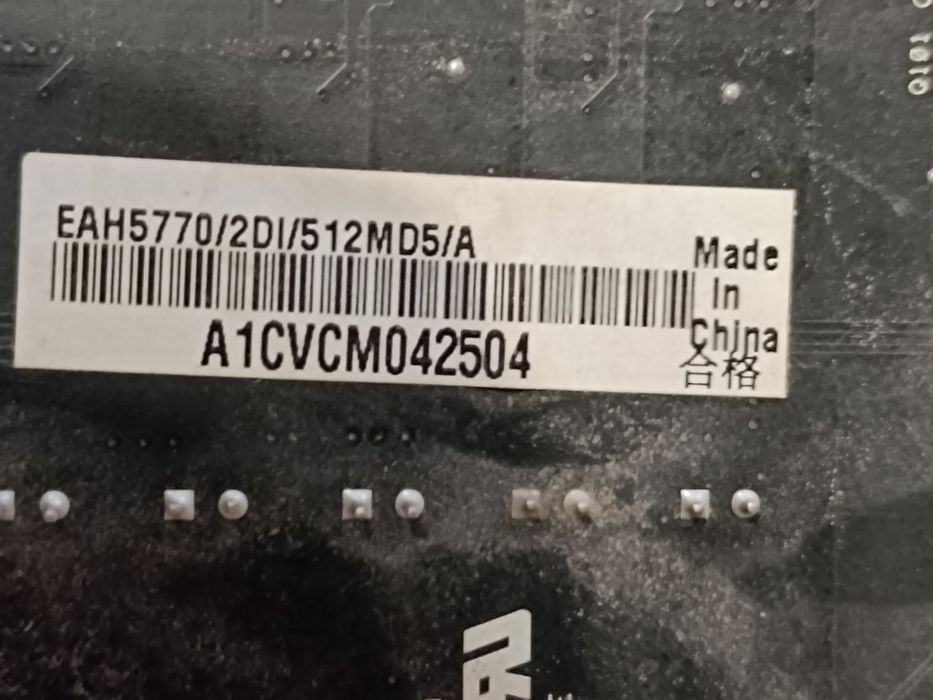 EAH5770/2DI/512MD5/A
A1CVCM042504
Made
In
China
合格